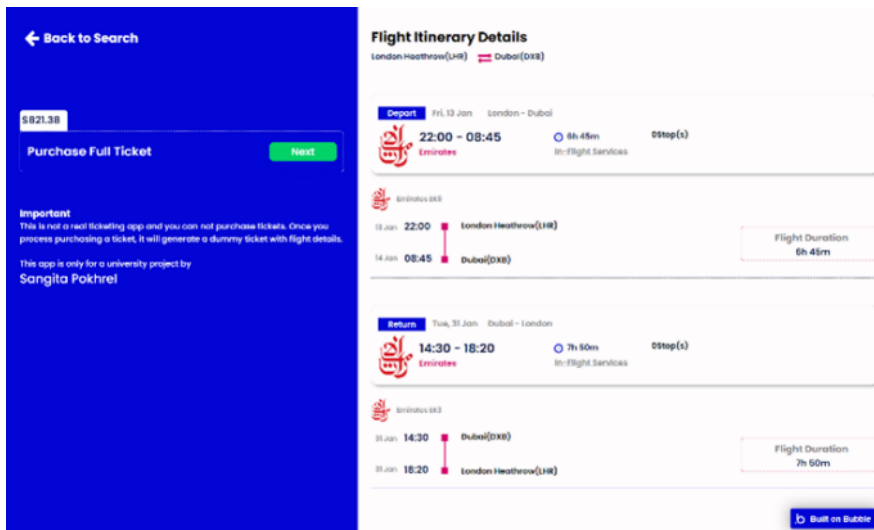 Back to Search
$821.38
Purchase Full Ticket
Next
Important
This is not a real ticketing app and you can not purchase tickets. Once you
process purchasing a ticket, it will generate a dummy ticket with flight details.
This app is only for a university project by
Sangita Pokhrel
Flight Itinerary Details
London Heathrow(LHR) Dubai(DXB)
Depart Fri, 13 Jan London - Dubai
22:00 - 08:45 6h 45m 0Stop(s)
Emirates In-flight Services
Emirates
13 Jan 22:00 London Heathrow(LHR)
14 Jan 08:45 Dubai(DXB)
Flight Duration
6h 45m
Return Tue, 31 Jan Dubai - London
14:30 - 18:20 7h 50m 0Stop(s)
Emirates In-flight Services
Emirates
31 Jan 14:30 Dubai(DXB)
31 Jan 18:20 London Heathrow(LHR)
Flight Duration
7h 50m
Built on Bubble